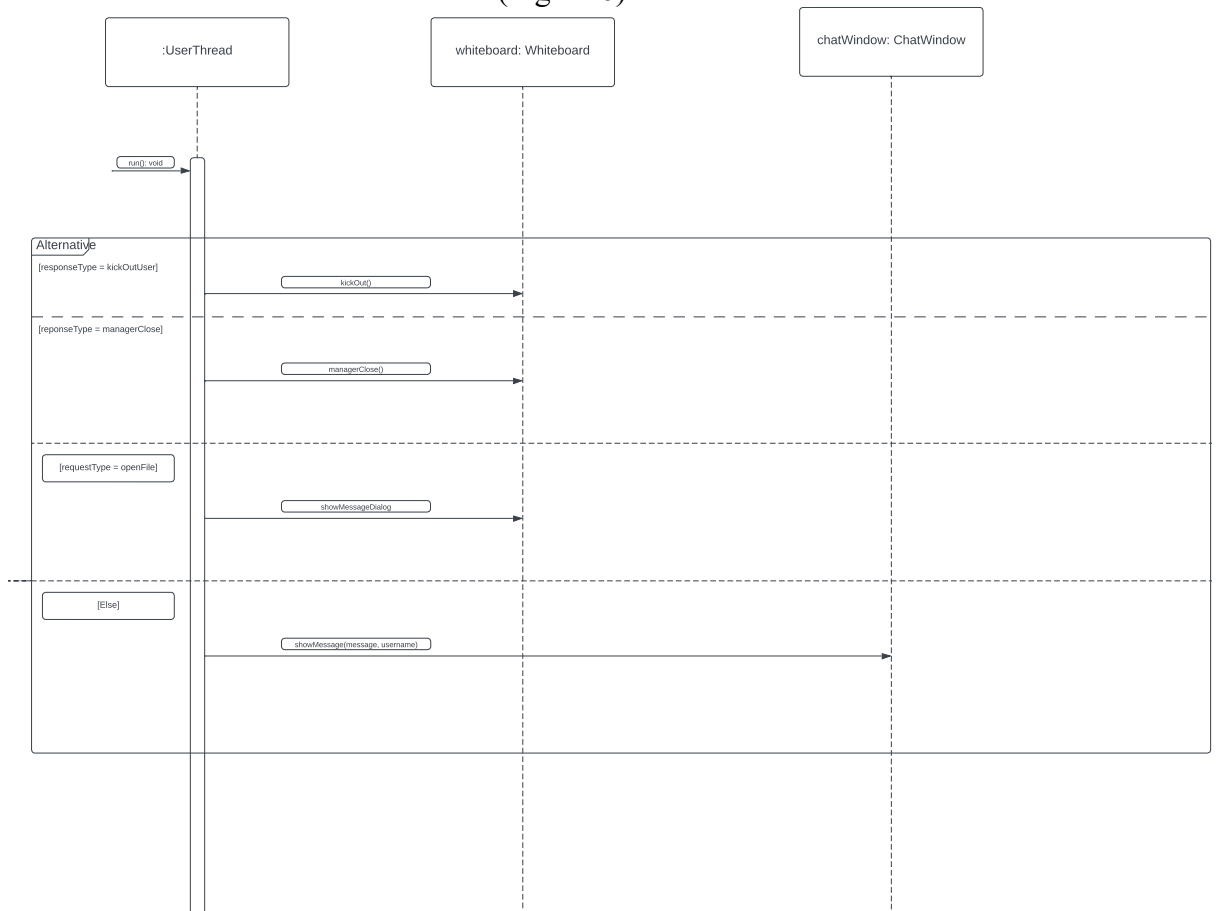 :UserThread
whiteboard: Whiteboard
chatWindow: ChatWindow
run(): void
Alternative
[responseType = kickOutUser]
kickOut()
[reponseType = managerClose]
managerClose()
[requestType = openFile]
showMessageDialog
[Else]
showMessage(message, username)